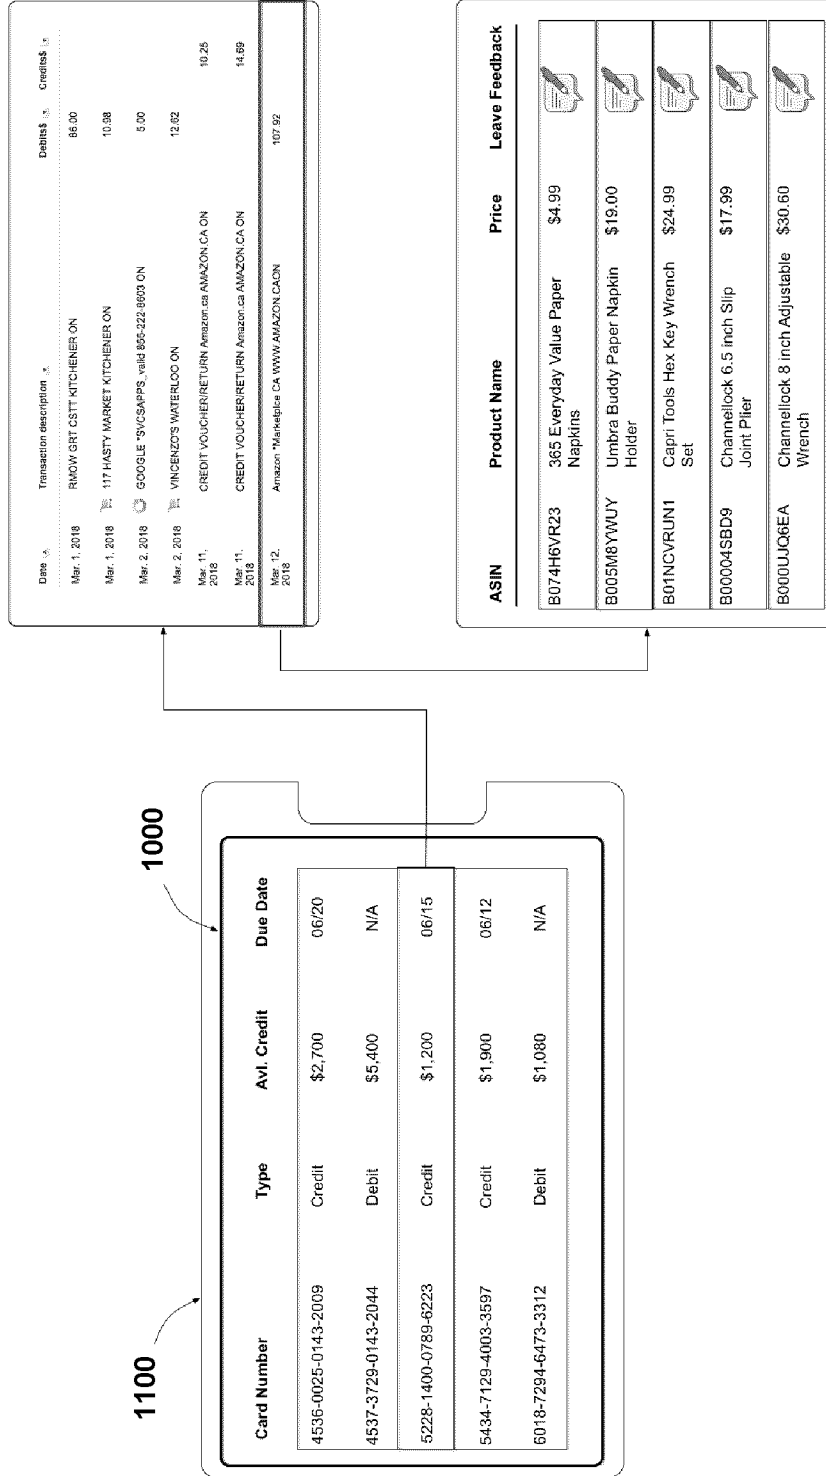 1100
1000
Card Number Type Avl. Credit Due Date
4536-0025-0143-2009 Credit $2,700 06/20
4537-3729-0143-2044 Debit $5,400 N/A
5228-1400-0789-6223 Credit $1,200 06/15
5434-7129-4003-3597 Credit $1,900 06/12
6018-7294-6473-3312 Debit $1,080 N/A
Date Transaction description Debits$ Credits$
Mar. 1, 2018 RMOW GRT CSTT KITCHENER ON 86.00
Mar. 1, 2018 117 HASTY MARKET KITCHENER ON 10.98
Mar. 2, 2018 GOOGLE *SVCSAPPS_valid 855-222-8603 ON 5.00
Mar. 2, 2018 VINCENZO'S WATERLOO ON 12.62
Mar. 11, CREDIT VOUCHER/RETURN Amazon.ca AMAZON.CA ON 10.25
2018
Mar. 11, CREDIT VOUCHER/RETURN Amazon.ca AMAZON.CA ON 14.69
2018
Mar. 12, Amazon *Marketplce CA WWW.AMAZON.CAON 107.92
2018
ASIN Product Name Price Leave Feedback
B074H6VR23 365 Everyday Value Paper $4.99
Napkins
B005M8YWUY Umbra Buddy Paper Napkin $19.00
Holder
B01NCVRUN1 Capri Tools Hex Key Wrench $24.99
Set
B00004SBD9 Channellock 6.5 inch Slip $17.99
Joint Plier
B000UJQ6EA Channellock 8 inch Adjustable $30.60
Wrench